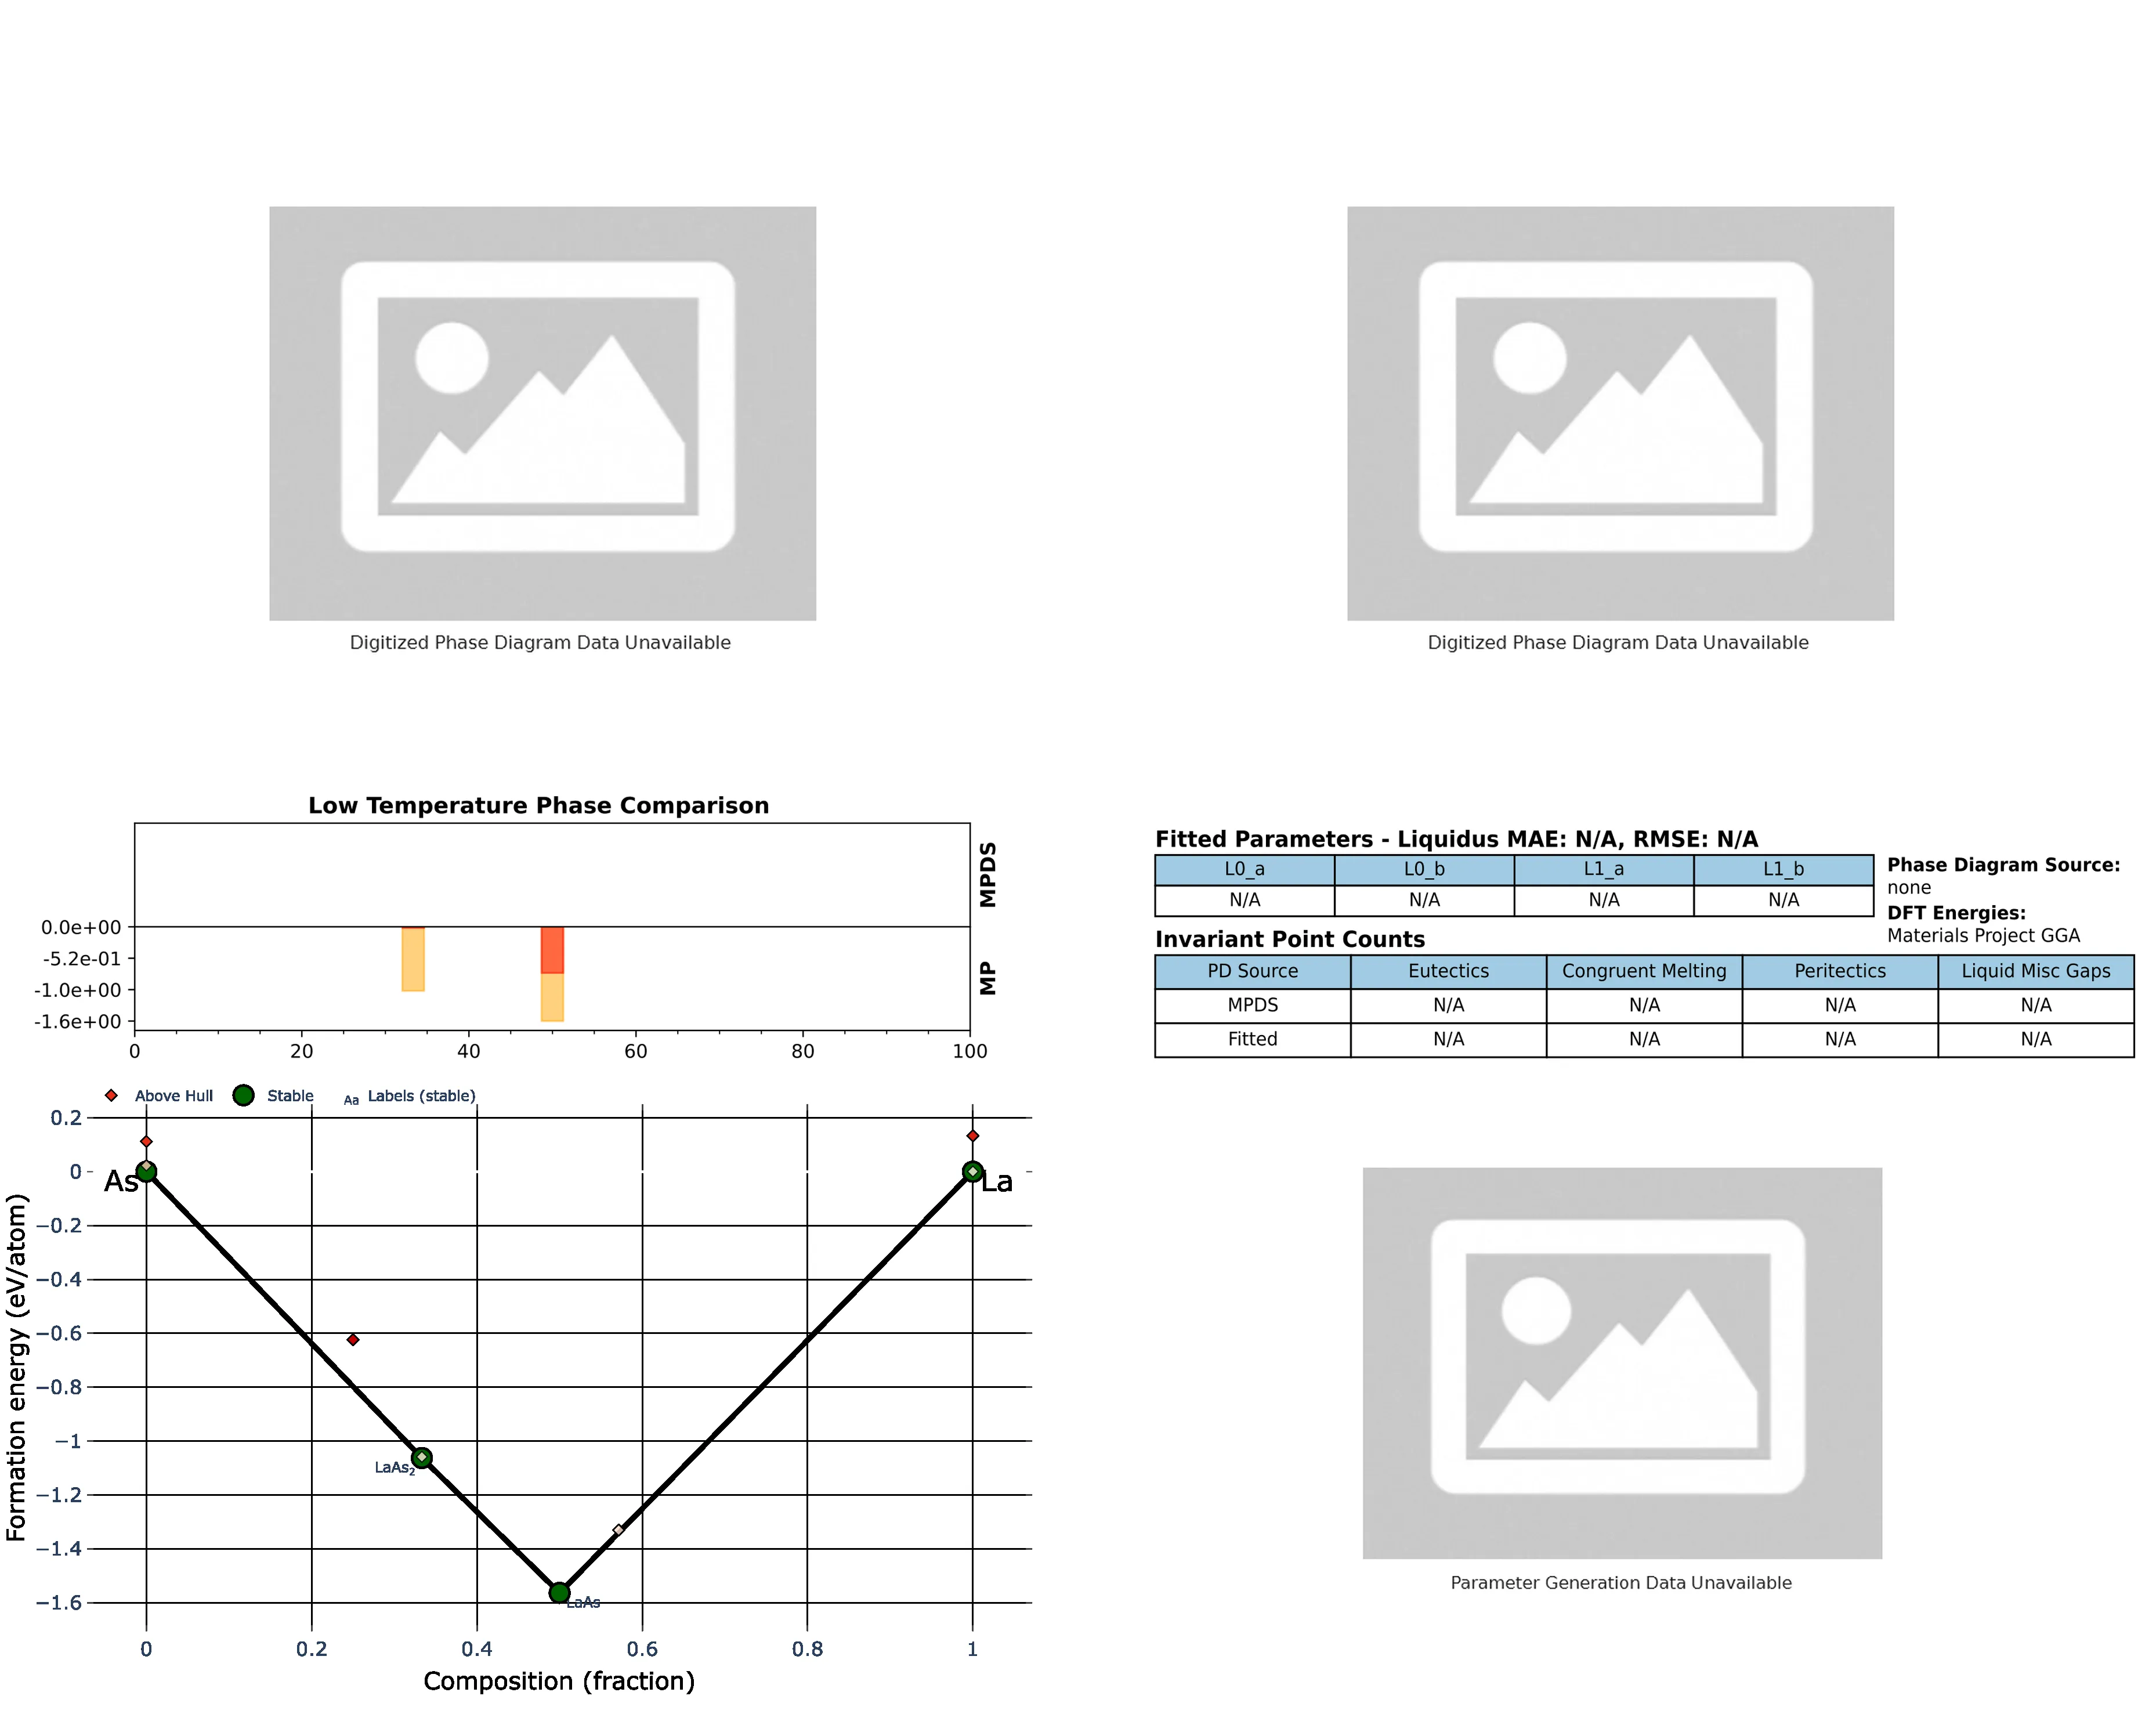 Digitized Phase Diagram Data Unavailable
Digitized Phase Diagram Data Unavailable
Low Temperature Phase Comparison
MPDS
MP
0.0e+00
-5.2e-01
-1.0e+00
-1.6e+00
0 20 40 60 80 100
Fitted Parameters - Liquidus MAE: N/A, RMSE: N/A
L0_a L0_b L1_a L1_b
N/A N/A N/A N/A
Phase Diagram Source:
none
DFT Energies:
Materials Project GGA
Invariant Point Counts
PD Source Eutectics Congruent Melting Peritectics Liquid Misc Gaps
MPDS N/A N/A N/A N/A
Fitted N/A N/A N/A N/A
Above Hull Stable Aa Labels (stable)
Formation energy (eV/atom)
0.2
0
−0.2
−0.4
−0.6
−0.8
−1
−1.2
−1.4
−1.6
As
La
LaAs₂
LaAs
0 0.2 0.4 0.6 0.8 1
Composition (fraction)
Parameter Generation Data Unavailable